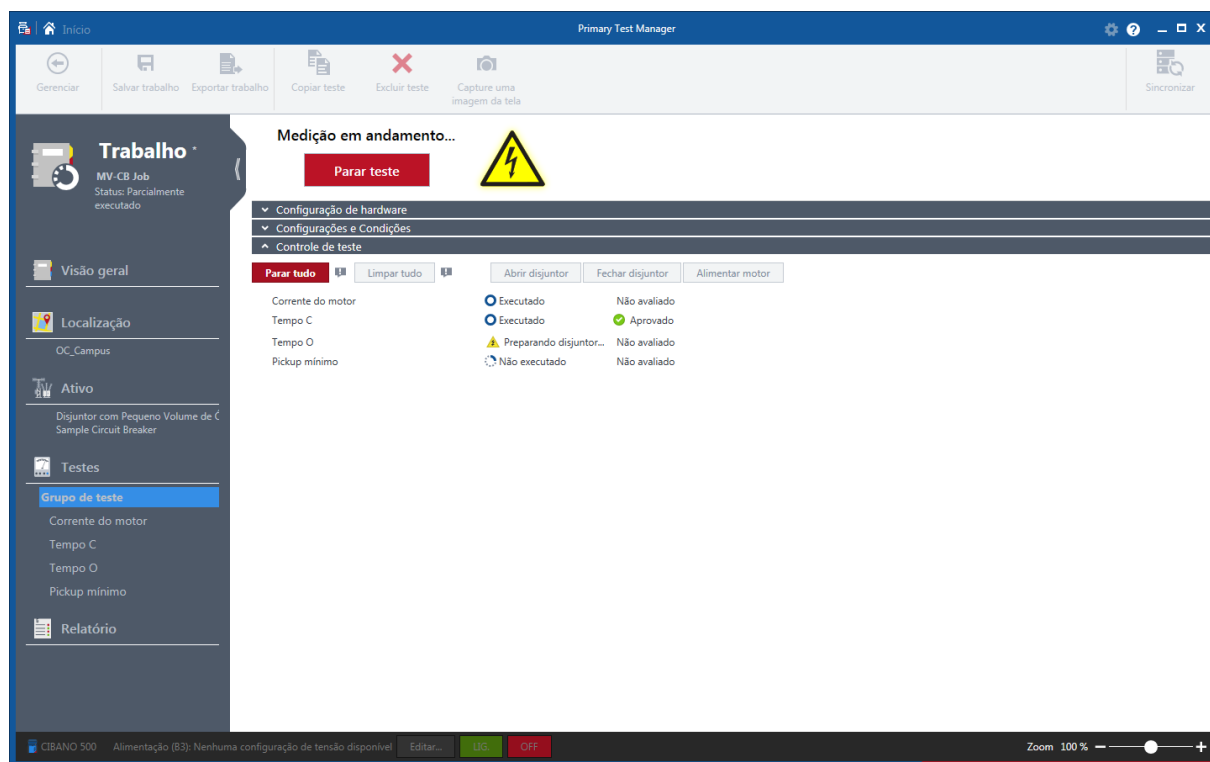 Início
Primary Test Manager
Gerenciar
Salvar trabalho
Exportar trabalho
Copiar teste
Excluir teste
Capture uma
imagem da tela
Sincronizar
Trabalho *
MV-CB Job
Status: Parcialmente
executado
Visão geral
Localização
OC_Campus
Ativo
Disjuntor com Pequeno Volume de Ó
Sample Circuit Breaker
Testes
Grupo de teste
Corrente do motor
Tempo C
Tempo O
Pickup mínimo
Relatório
Medição em andamento...
Parar teste
Configuração de hardware
Configurações e Condições
Controle de teste
Parar tudo
Limpar tudo
Abrir disjuntor
Fechar disjuntor
Alimentar motor
Corrente do motor Executado Não avaliado
Tempo C Executado Aprovado
Tempo O Preparando disjuntor... Não avaliado
Pickup mínimo Não executado Não avaliado
CIBANO 500 Alimentação (B3): Nenhuma configuração de tensão disponível Editar... LIG. OFF Zoom 100 %